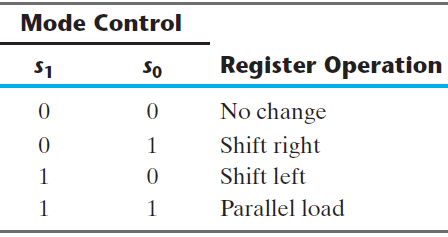 Mode Control
s1 s0 Register Operation
0 0 No change
0 1 Shift right
1 0 Shift left
1 1 Parallel load